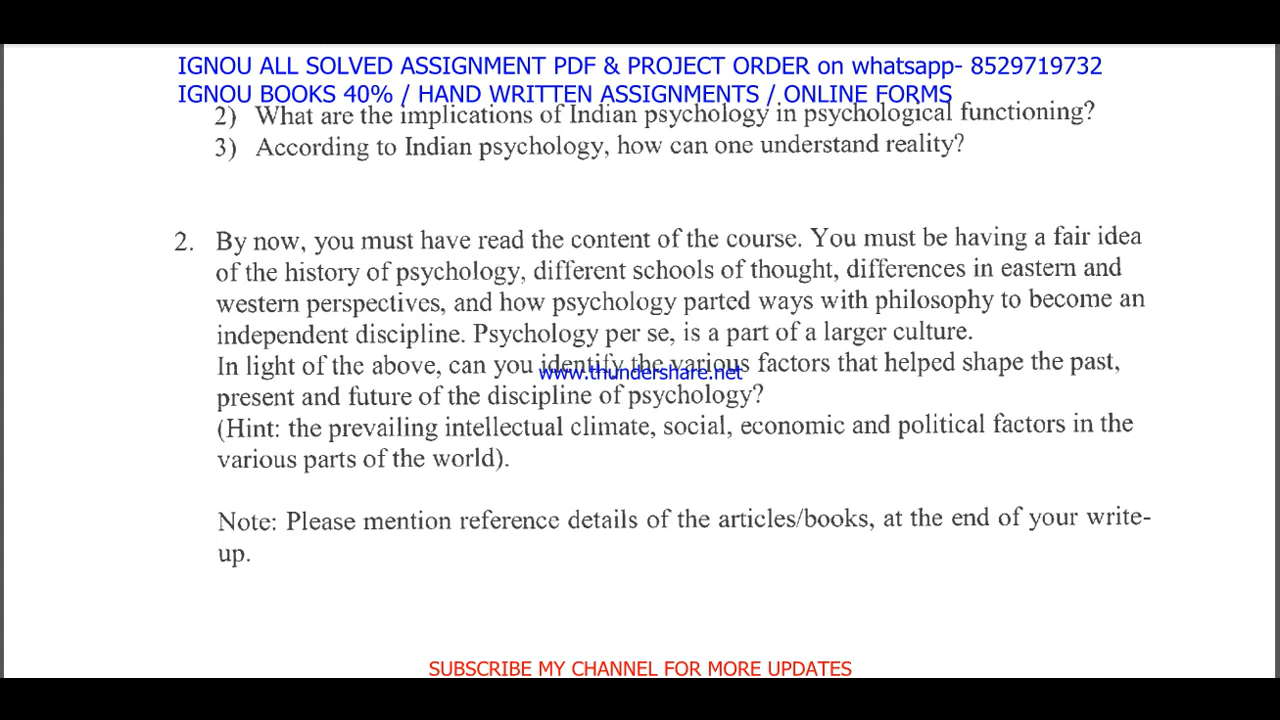 IGNOU ALL SOLVED ASSIGNMENT PDF & PROJECT ORDER on whatsapp- 8529719732
IGNOU BOOKS 40% / HAND WRITTEN ASSIGNMENTS / ONLINE FORMS
2) What are the implications of Indian psychology in psychological functioning?
3) According to Indian psychology, how can one understand reality?
2. By now, you must have read the content of the course. You must be having a fair idea
of the history of psychology, different schools of thought, differences in eastern and
western perspectives, and how psychology parted ways with philosophy to become an
independent discipline. Psychology per se, is a part of a larger culture.
In light of the above, can you identify the various factors that helped shape the past,
www.thundershare.net
present and future of the discipline of psychology?
(Hint: the prevailing intellectual climate, social, economic and political factors in the
various parts of the world).
Note: Please mention reference details of the articles/books, at the end of your write-
up.
SUBSCRIBE MY CHANNEL FOR MORE UPDATES